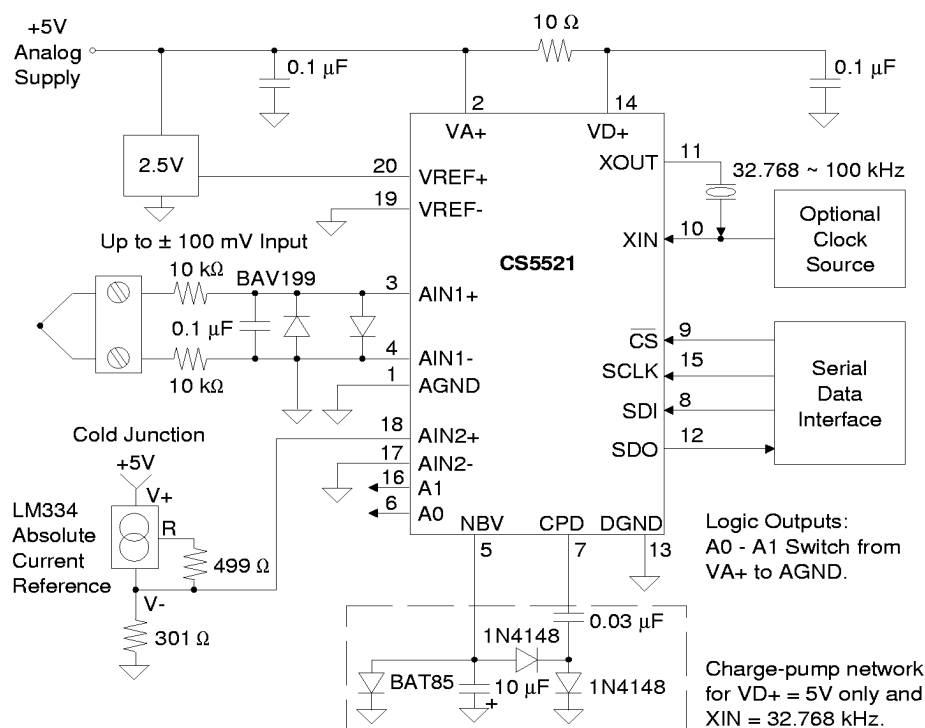 +5V
Analog
Supply
10 Ω
0.1 µF
0.1 µF
2
14
VA+
VD+
2.5V
20
VREF+
19
VREF-
XOUT
11
32.768 ~ 100 kHz
XIN
10
Optional
Clock
Source
CS5521
Up to ± 100 mV Input
10 kΩ
BAV199
3
AIN1+
0.1 µF
4
AIN1-
10 kΩ
1
AGND
CS
9
SCLK
15
SDI
8
SDO
12
Serial
Data
Interface
18
AIN2+
17
AIN2-
16
A1
6
A0
Cold Junction
+5V
V+
LM334
Absolute
Current
Reference
R
499 Ω
V-
301 Ω
NBV
CPD
DGND
5
7
13
Logic Outputs:
A0 - A1 Switch from
VA+ to AGND.
0.03 µF
1N4148
BAT85
10 µF
+
1N4148
Charge-pump network
for VD+ = 5V only and
XIN = 32.768 kHz.